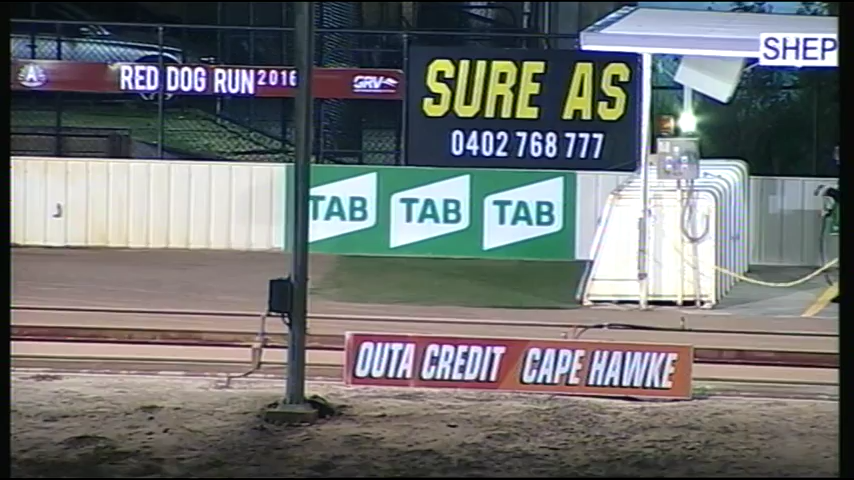 SHEP
RED DOG RUN 2016
GRV
SURE AS
0402 768 777
TAB TAB TAB
OUTA CREDIT CAPE HAWKE